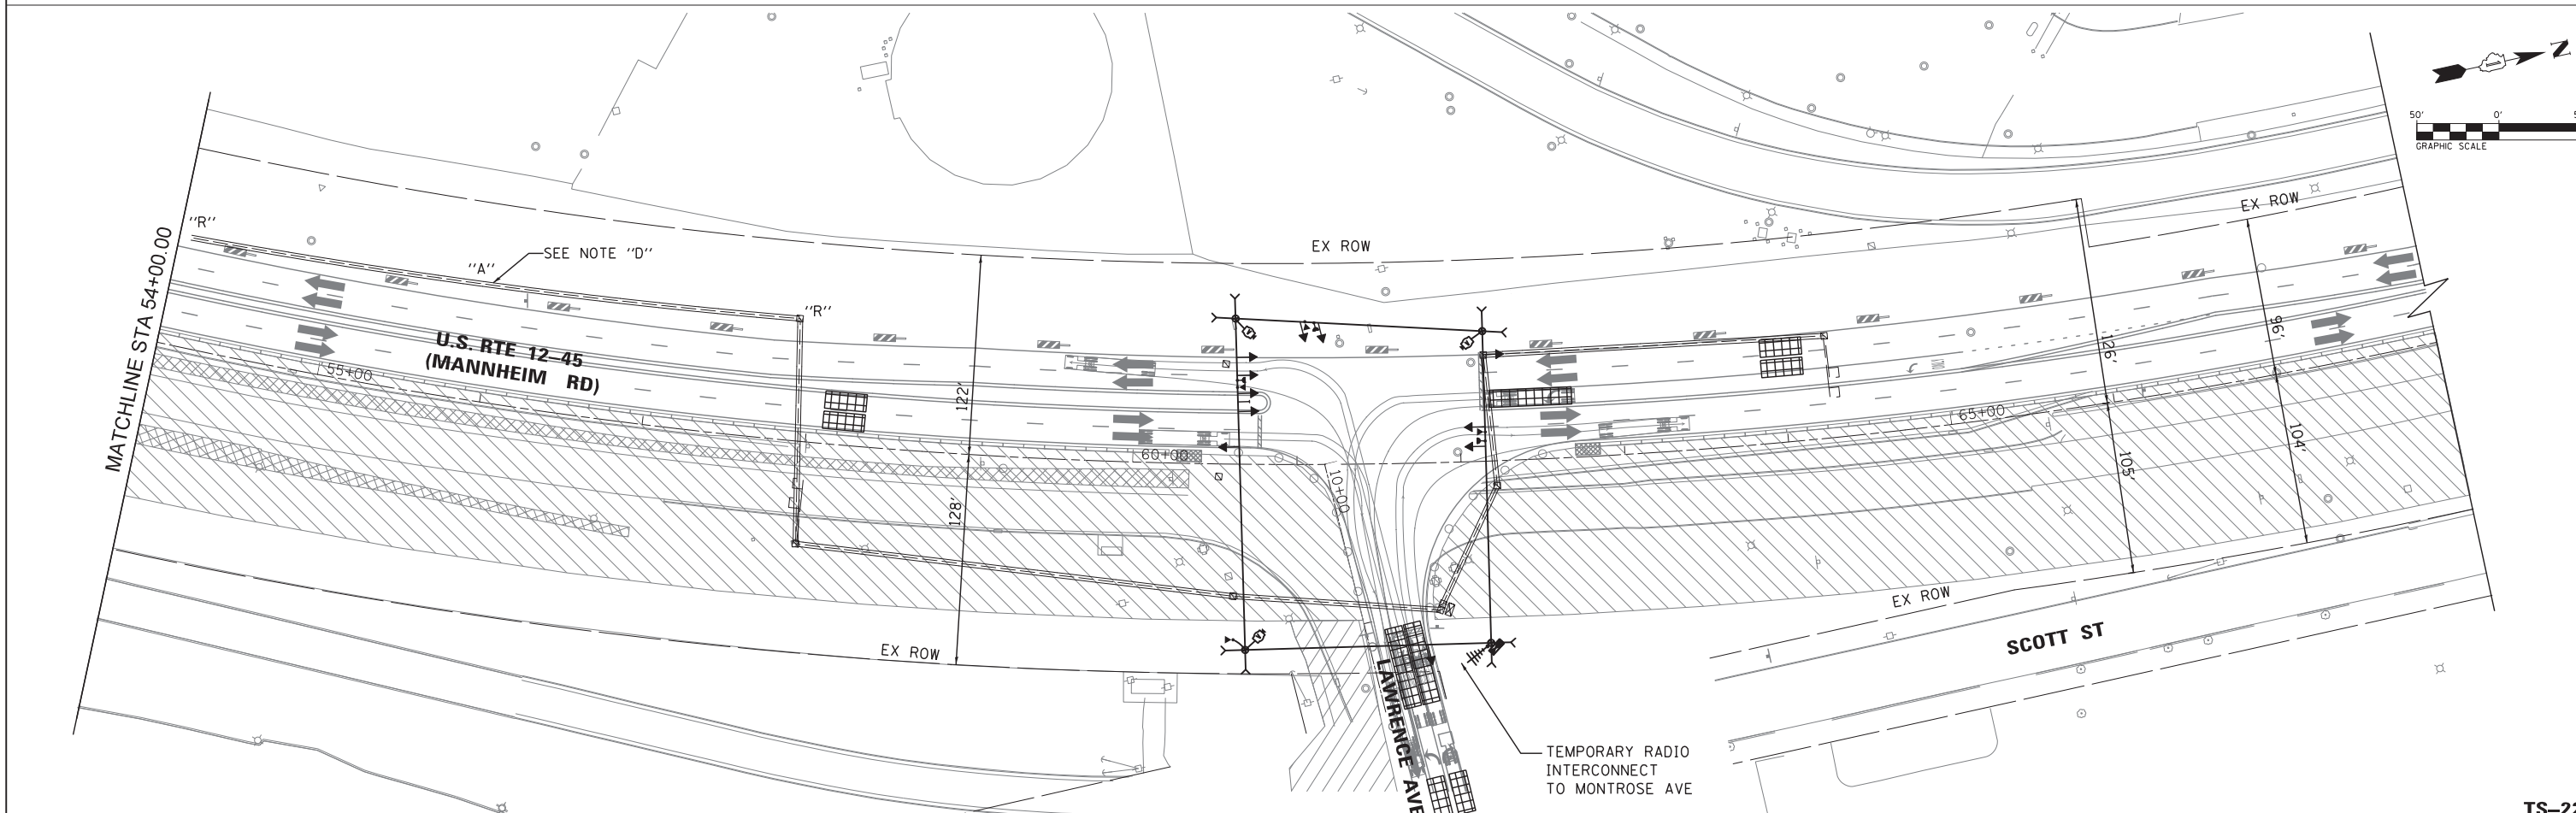 N
50'
0'
GRAPHIC SCALE
EX ROW
EX ROW
"R"
"A"
SEE NOTE "D"
"R"
MATCHLINE STA 54+00.00
U.S. RTE 12-45
(MANNHEIM RD)
55+00
122'
128'
60+00
10+00
65+00
126'
105'
96'
104'
EX ROW
EX ROW
SCOTT ST
LAWRENCE AVE
TEMPORARY RADIO
INTERCONNECT
TO MONTROSE AVE